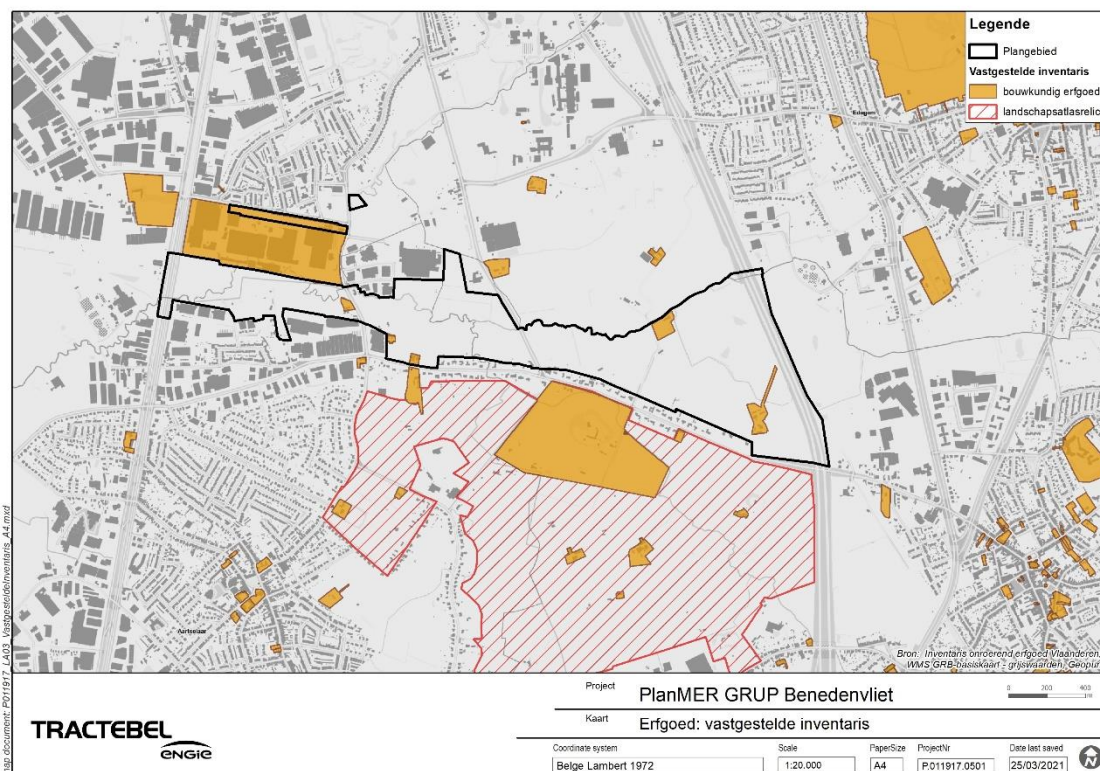 Legende
Plangebied
Vastgestelde inventaris
bouwkundig erfgoed
landschapsatlasrelic
Edegem
Aartselaar
Bron: Inventaris onroerend erfgoed Vlaanderen,
WMS GRB-basiskaart - grijswaarden, Geopun
map document: P011917_LA03_VastgesteldeInventaris_A4.mxd
TRACTEBEL
ENGIE
Project PlanMER GRUP Benedenvliet
0 200 400
Kaart Erfgoed: vastgestelde inventaris
Coordinate system Scale PaperSize ProjectNr Date last saved
Belge Lambert 1972 1:20.000 A4 P.011917.0501 25/03/2021